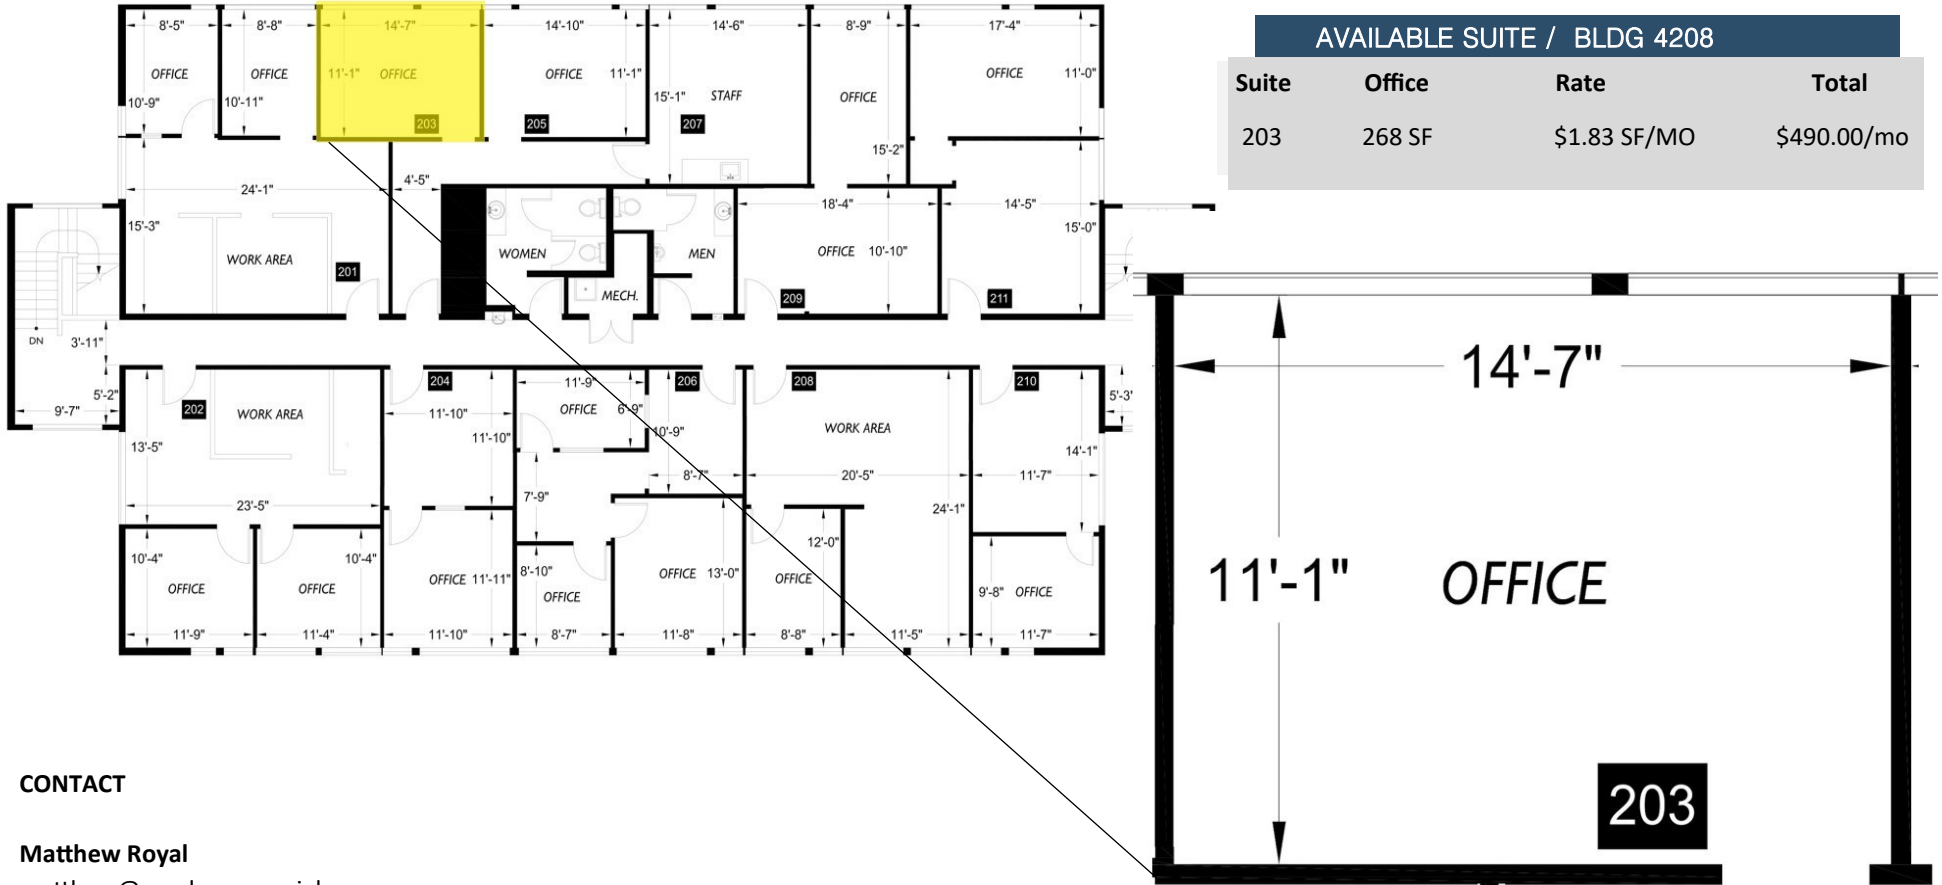 8'-5"
8'-8"
14'-7"
14'-10"
14'-6"
8'-9"
17'-4"
OFFICE
OFFICE
11'-1"
OFFICE
OFFICE
11'-1"
OFFICE
11'-0"
10'-9"
10'-11"
15'-1"
STAFF
OFFICE
203
205
207
15'-2"
24'-1"
4'-5"
18'-4"
14'-5"
15'-3"
15'-0"
WORK AREA
201
WOMEN
MEN
OFFICE
10'-10"
MECH.
209
211
DN
3'-11"
5'-2"
9'-7"
202
WORK AREA
204
11'-9"
206
208
210
5'-3'
11'-10"
OFFICE
6'-9"
13'-5"
11'-10"
10'-9"
WORK AREA
14'-1"
8'-7"
20'-5"
11'-7"
23'-5"
7'-9"
24'-1"
10'-4"
10'-4"
12'-0"
OFFICE
OFFICE
OFFICE
11'-11"
8'-10"
OFFICE
OFFICE
13'-0"
OFFICE
9'-8"
OFFICE
11'-9"
11'-4"
11'-10"
8'-7"
11'-8"
8'-8"
11'-5"
11'-7"
AVAILABLE SUITE / BLDG 4208
Suite Office Rate Total
203 268 SF $1.83 SF/MO $490.00/mo
14'-7"
11'-1"
OFFICE
203
CONTACT
Matthew Royal